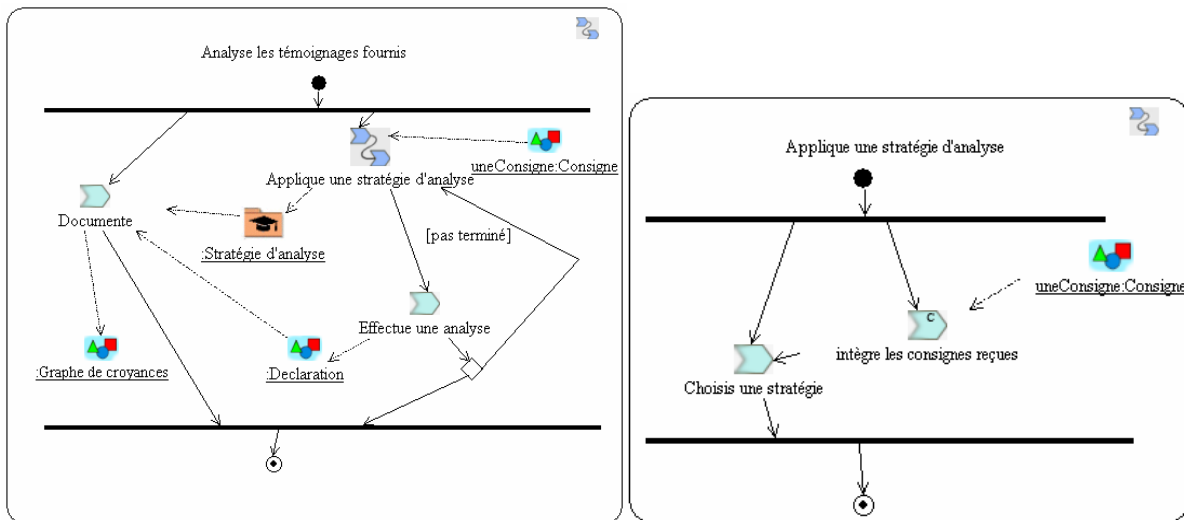 Analyse les témoignages fournis
uneConsigne:Consigne
Applique une stratégie d'analyse
Documente
[pas terminé]
:Stratégie d'analyse
Effectue une analyse
:Graphe de croyances
:Declaration
Applique une stratégie d'analyse
uneConsigne:Consigne
C
intègre les consignes reçues
Choisis une stratégie